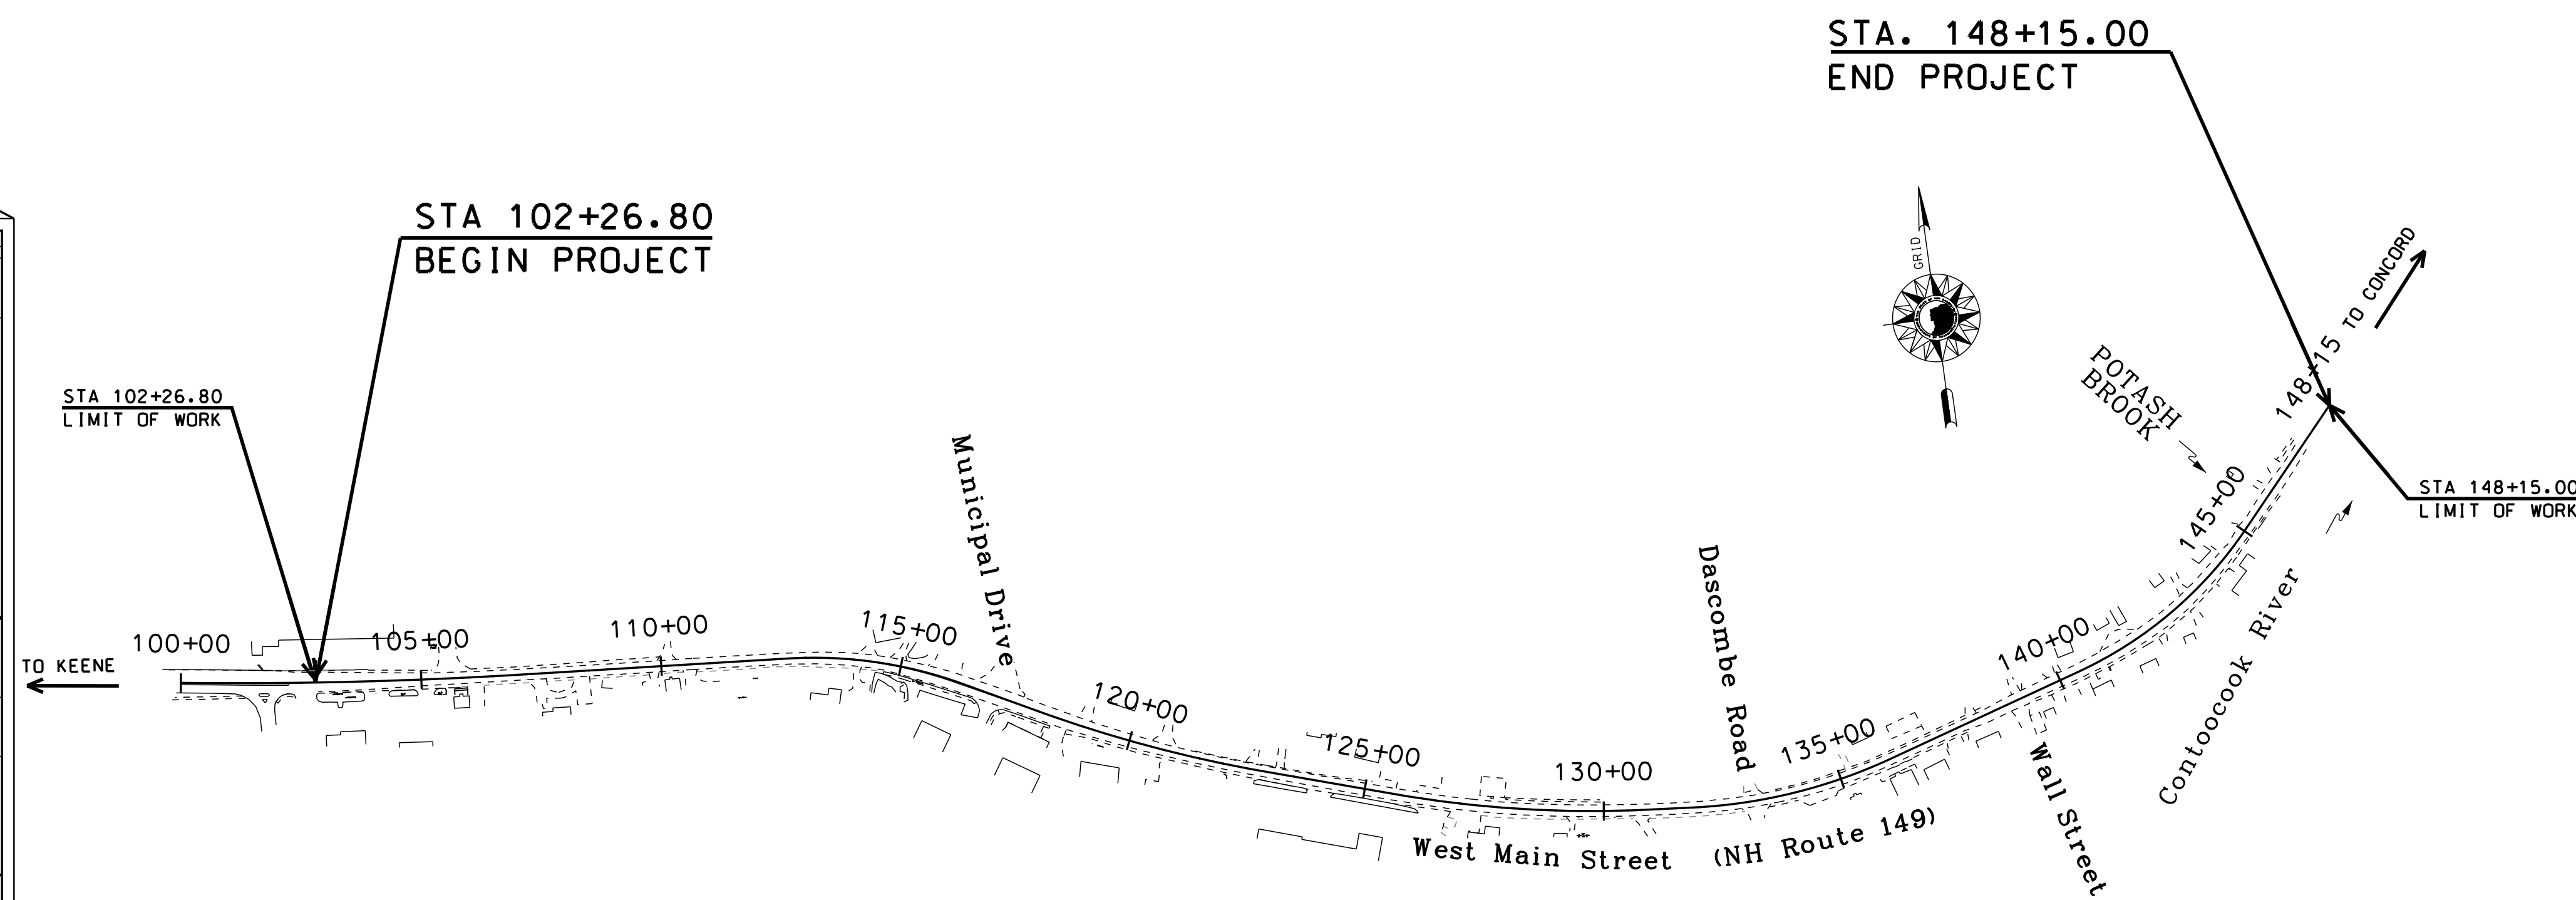 STA. 148+15.00
END PROJECT
STA 102+26.80
BEGIN PROJECT
GRID
TO CONCORD
148+15
POTASH
BROOK
STA 102+26.80
LIMIT OF WORK
STA 148+15.00
LIMIT OF WORK
Municipal Drive
145+00
Contoocook River
Dascombe Road
100+00
105+00
110+00
115+00
140+00
TO KEENE
120+00
125+00
130+00
135+00
Wall Street
West Main Street (NH Route 149)